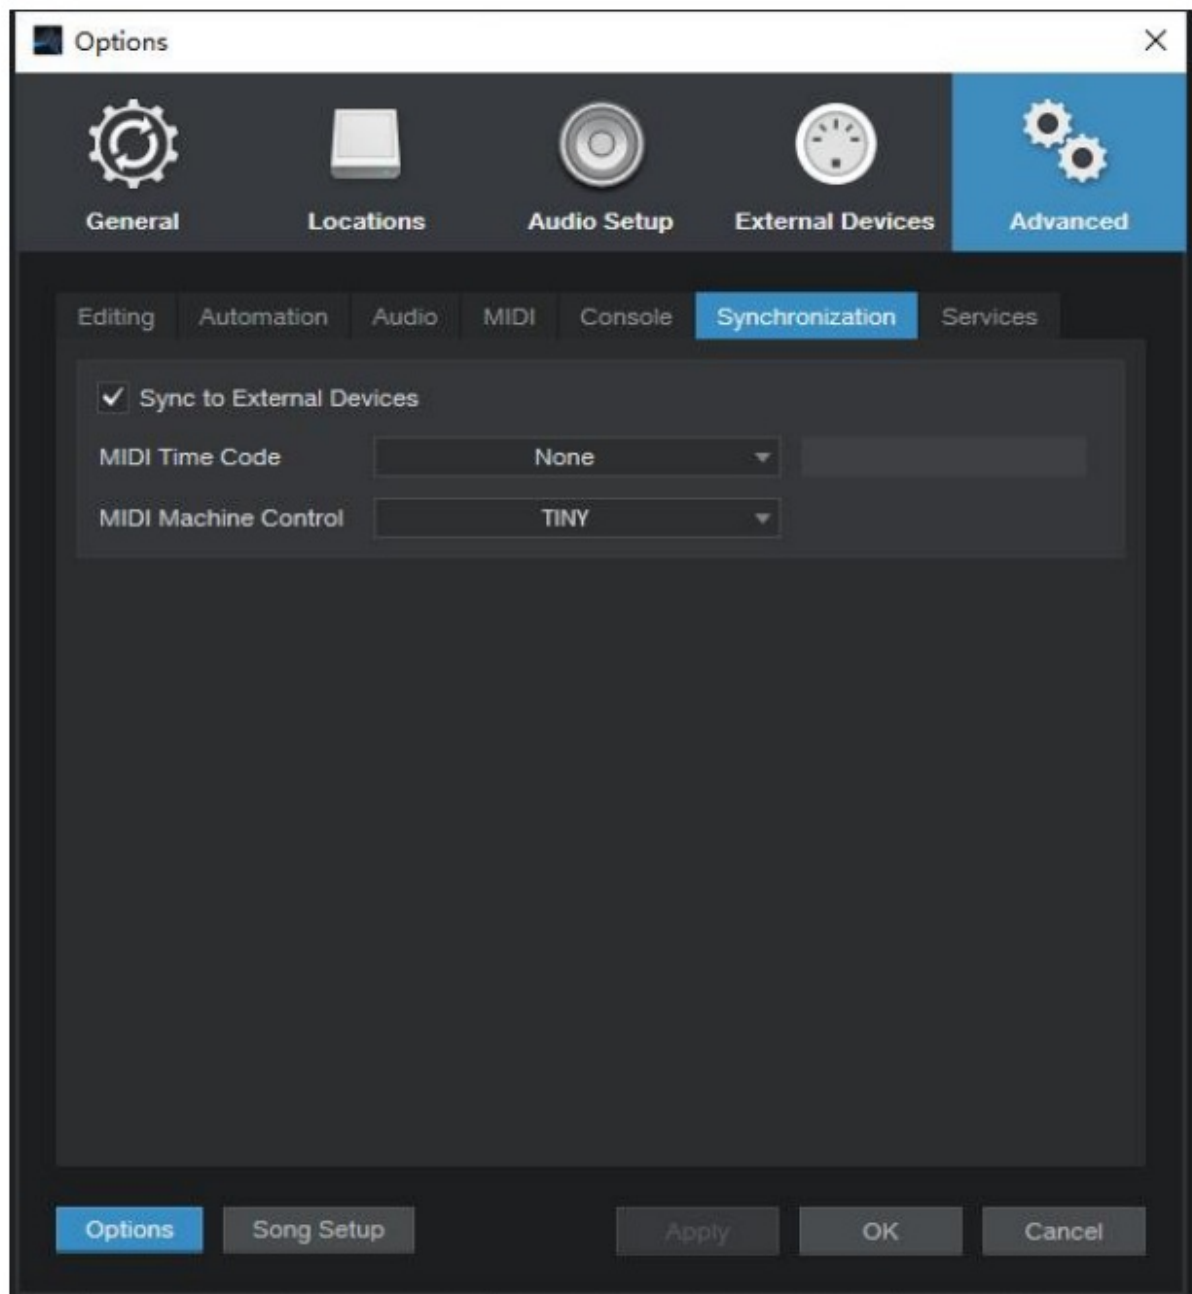 Options
General Locations Audio Setup External Devices Advanced
Editing Automation Audio MIDI Console Synchronization Services
Sync to External Devices
MIDI Time Code None
MIDI Machine Control TINY
Options Song Setup Apply OK Cancel